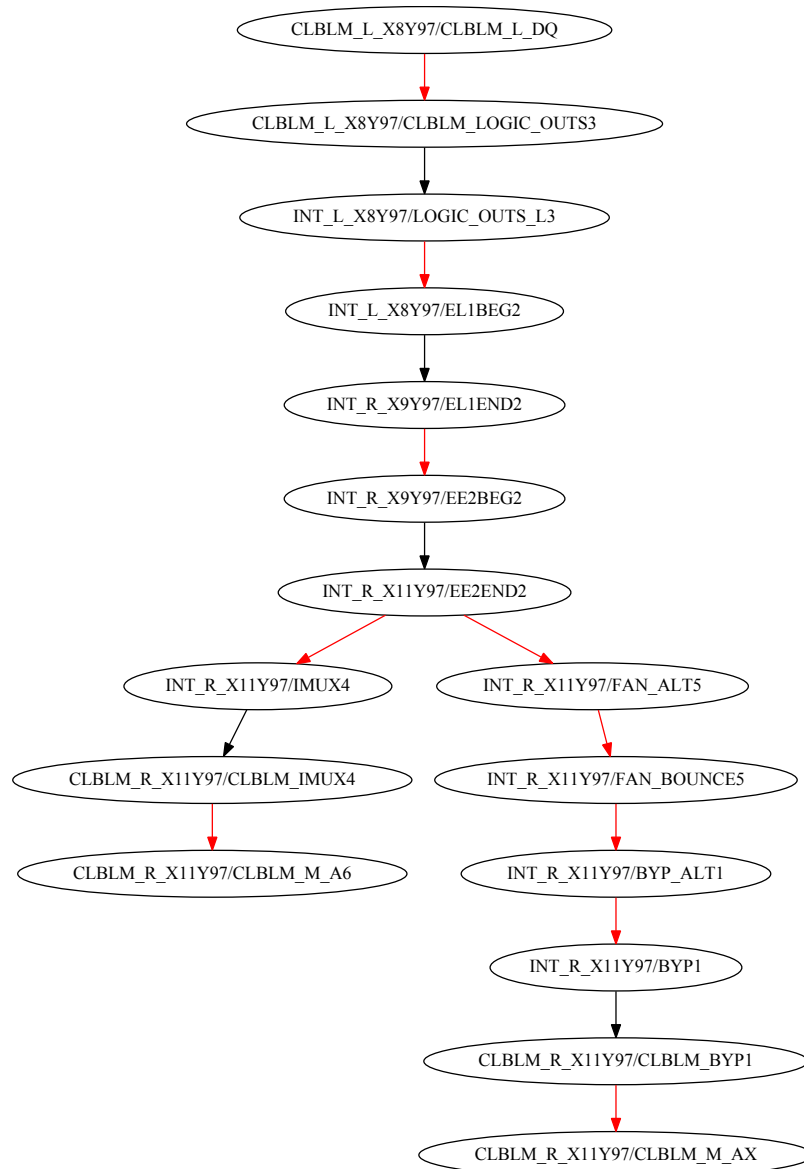 CLBLM_L_X8Y97/CLBLM_L_DQ
CLBLM_L_X8Y97/CLBLM_LOGIC_OUTS3
INT_L_X8Y97/LOGIC_OUTS_L3
INT_L_X8Y97/EL1BEG2
INT_R_X9Y97/EL1END2
INT_R_X9Y97/EE2BEG2
INT_R_X11Y97/EE2END2
INT_R_X11Y97/IMUX4
INT_R_X11Y97/FAN_ALT5
CLBLM_R_X11Y97/CLBLM_IMUX4
INT_R_X11Y97/FAN_BOUNCE5
CLBLM_R_X11Y97/CLBLM_M_A6
INT_R_X11Y97/BYP_ALT1
INT_R_X11Y97/BYP1
CLBLM_R_X11Y97/CLBLM_BYP1
CLBLM_R_X11Y97/CLBLM_M_AX